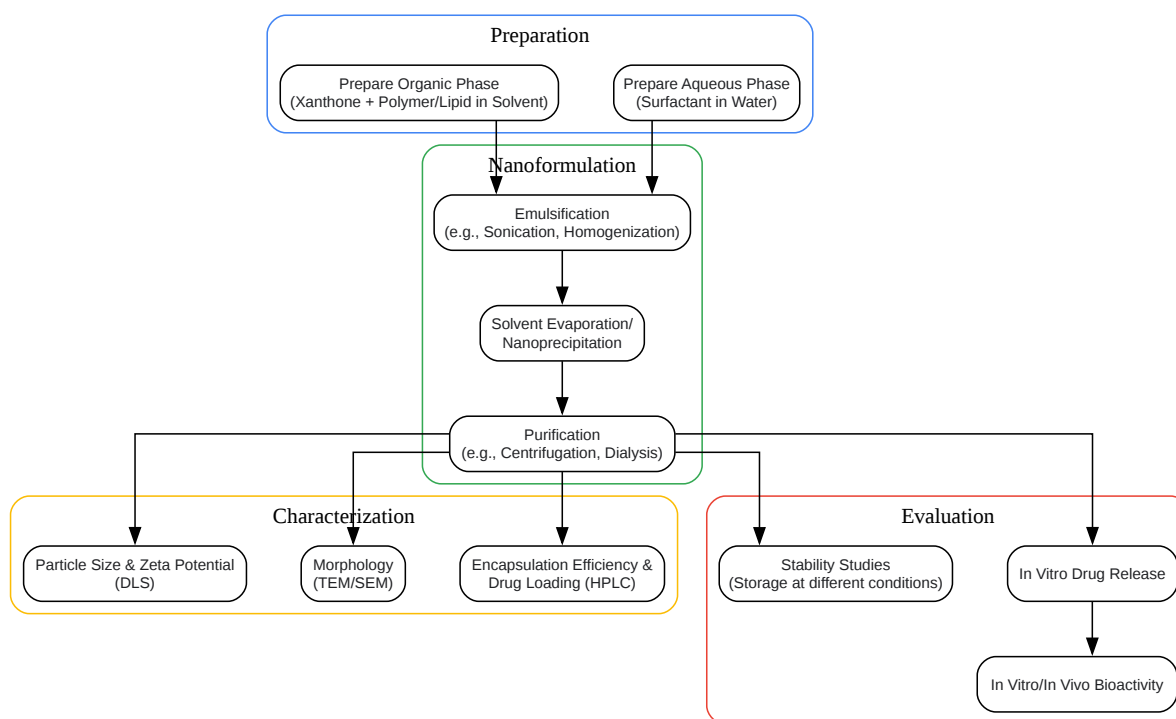 Preparation
Prepare Organic Phase
(Xanthone + Polymer/Lipid in Solvent)
Prepare Aqueous Phase
(Surfactant in Water)
Nanoformulation
Emulsification
(e.g., Sonication, Homogenization)
Solvent Evaporation/
Nanoprecipitation
Purification
(e.g., Centrifugation, Dialysis)
Characterization
Particle Size & Zeta Potential
(DLS)
Morphology
(TEM/SEM)
Encapsulation Efficiency &
Drug Loading (HPLC)
Evaluation
Stability Studies
(Storage at different conditions)
In Vitro Drug Release
In Vitro/In Vivo Bioactivity